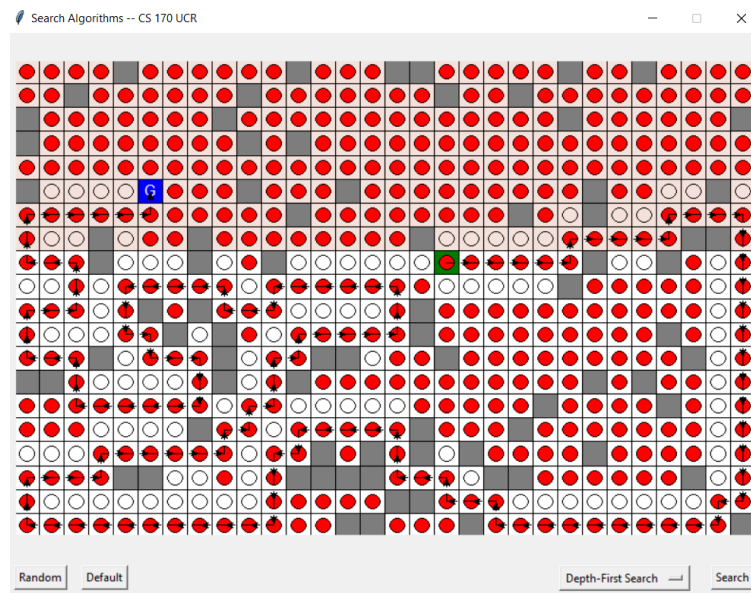 Search Algorithms -- CS 170 UCR
G
Random Default Depth-First Search Search